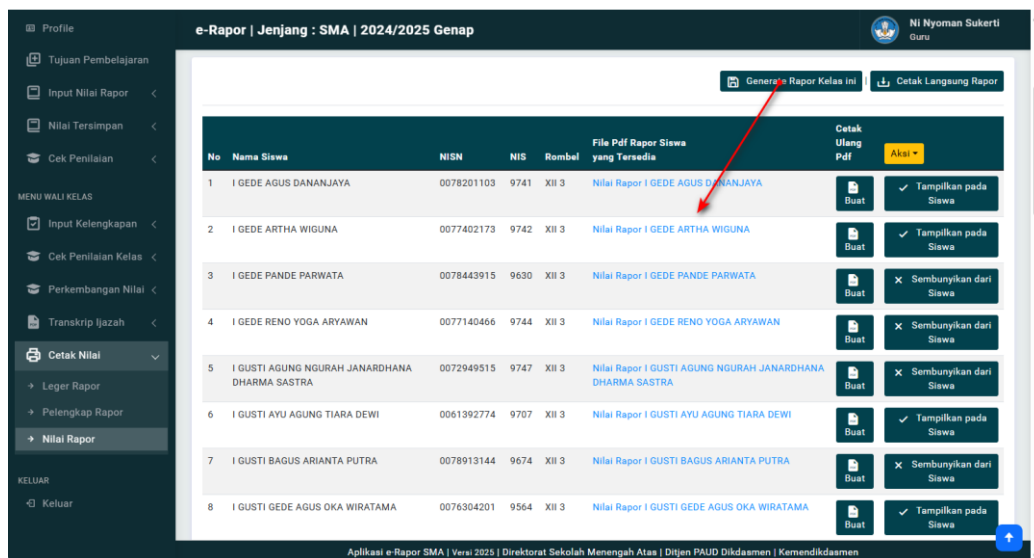 Profile
e-Rapor | Jenjang : SMA | 2024/2025 Genap
Ni Nyoman Sukerti
Guru
Tujuan Pembelajaran
Input Nilai Rapor
Nilai Tersimpan
Cek Penilaian
MENU WALI KELAS
Input Kelengkapan
Cek Penilaian Kelas
Perkembangan Nilai
Transkrip Ijazah
Cetak Nilai
Leger Rapor
Pelengkap Rapor
Nilai Rapor
KELUAR
Keluar
Generate Rapor Kelas ini | Cetak Langsung Rapor
No Nama Siswa NISN NIS Rombel File Pdf Rapor Siswa
yang Tersedia
Cetak
Ulang
Pdf
Aksi
1 I GEDE AGUS DANANJAYA 0078201103 9741 XII 3 Nilai Rapor I GEDE AGUS DANANJAYA Buat Tampilkan pada
Siswa
2 I GEDE ARTHA WIGUNA 0077402173 9742 XII 3 Nilai Rapor I GEDE ARTHA WIGUNA Buat Tampilkan pada
Siswa
3 I GEDE PANDE PARWATA 0078443915 9630 XII 3 Nilai Rapor I GEDE PANDE PARWATA Buat Sembunyikan dari
Siswa
4 I GEDE RENO YOGA ARYAWAN 0077140466 9744 XII 3 Nilai Rapor I GEDE RENO YOGA ARYAWAN Buat Sembunyikan dari
Siswa
5 I GUSTI AGUNG NGURAH JANARDHANA
DHARMA SASTRA 0072949515 9747 XII 3 Nilai Rapor I GUSTI AGUNG NGURAH JANARDHANA
DHARMA SASTRA Buat Sembunyikan dari
Siswa
6 I GUSTI AYU AGUNG TIARA DEWI 0061392774 9707 XII 3 Nilai Rapor I GUSTI AYU AGUNG TIARA DEWI Buat Tampilkan pada
Siswa
7 I GUSTI BAGUS ARIANTA PUTRA 0078913144 9674 XII 3 Nilai Rapor I GUSTI BAGUS ARIANTA PUTRA Buat Sembunyikan dari
Siswa
8 I GUSTI GEDE AGUS OKA WIRATAMA 0076304201 9564 XII 3 Nilai Rapor I GUSTI GEDE AGUS OKA WIRATAMA Buat Tampilkan pada
Siswa
Aplikasi e-Rapor SMA | Versi 2025 | Direktorat Sekolah Menengah Atas | Ditjen PAUD Dikdasmen | Kemendikdasmen